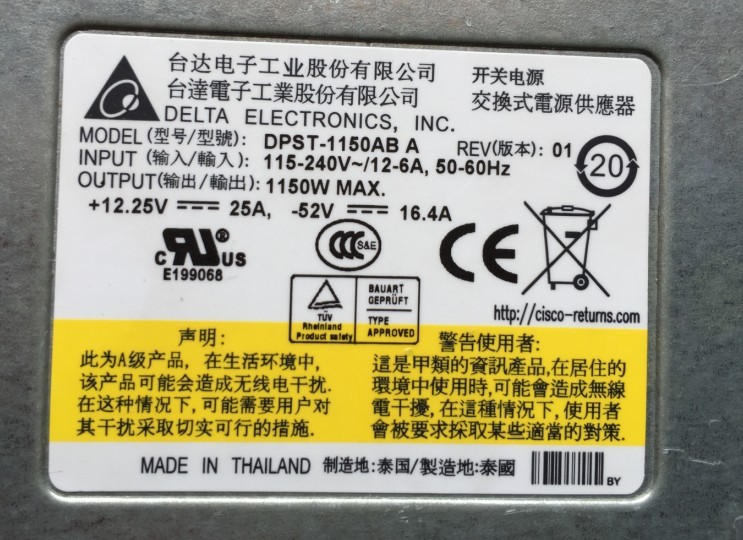 台达电子工业股份有限公司 开关电源
台達電子工業股份有限公司 交換式電源供應器
DELTA ELECTRONICS, INC.
MODEL (型号/型號): DPST-1150AB A REV(版本): 01
INPUT (输入/輸入): 115-240V~/12-6A, 50-60Hz
20
OUTPUT(输出/輸出): 1150W MAX.
+12.25V 25A, -52V 16.4A
C RU ® US
E199068
CCC S&E
CE
TÜV
Rheinland
Product safety
BAUART
GEPRÜFT
TYPE
APPROVED
http://cisco-returns.com
声明:
此为A级产品, 在生活环境中,
该产品可能会造成无线电干扰.
在这种情况下, 可能需要用户对
其干扰采取切实可行的措施.
警告使用者:
這是甲類的資訊產品,在居住的
環境中使用時,可能會造成無線
電干擾, 在這種情況下, 使用者
會被要求採取某些適當的對策.
MADE IN THAILAND 制造地:泰国/製造地:泰國
BY